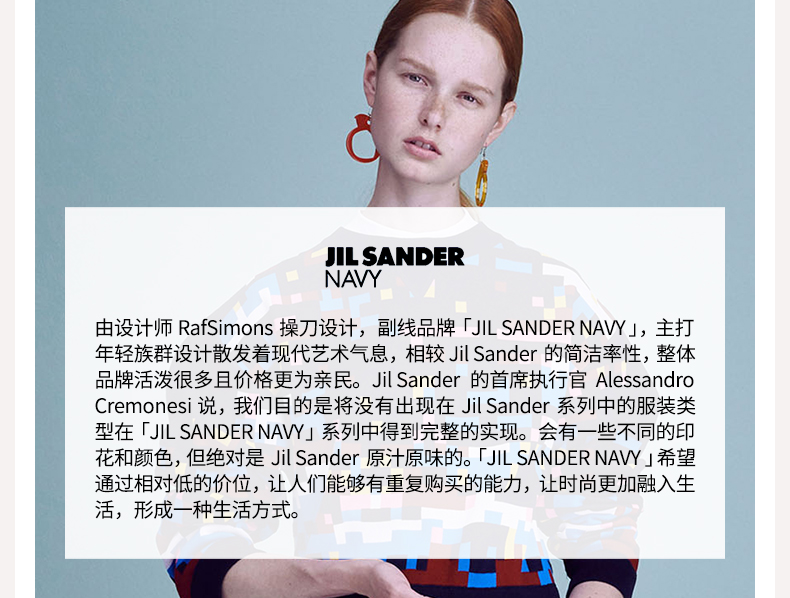 JIL SANDER
NAVY
由设计师 RafSimons 操刀设计，副线品牌「JIL SANDER NAVY」，主打
年轻族群设计散发着现代艺术气息，相较 Jil Sander 的简洁率性，整体
品牌活泼很多且价格更为亲民。Jil Sander 的首席执行官 Alessandro
Cremonesi 说，我们目的是将没有出现在 Jil Sander 系列中的服装类
型在「JIL SANDER NAVY」系列中得到完整的实现。会有一些不同的印
花和颜色，但绝对是 Jil Sander 原汁原味的。「JIL SANDER NAVY 」希望
通过相对低的价位，让人们能够有重复购买的能力，让时尚更加融入生
活，形成一种生活方式。